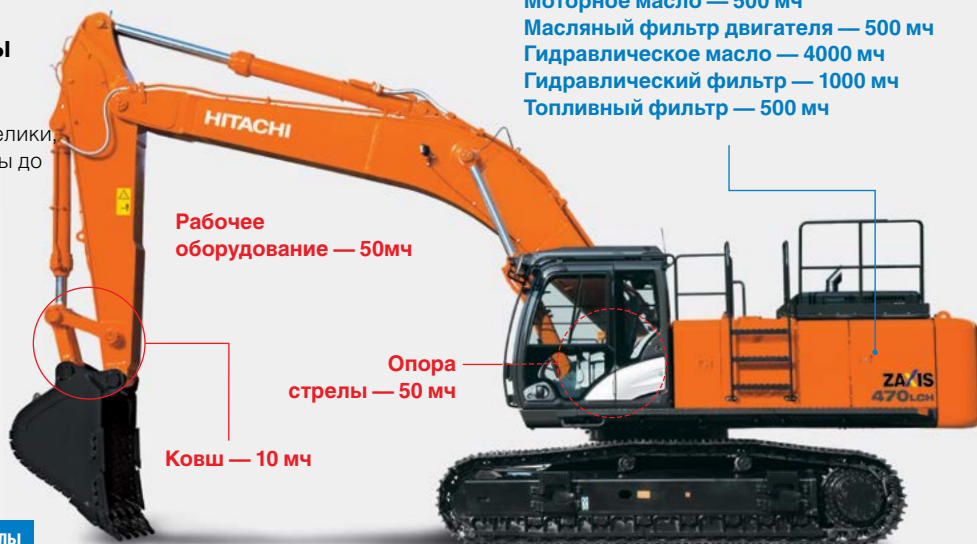 Моторное масло — 500 мч
Масляный фильтр двигателя — 500 мч
Гидравлическое масло — 4000 мч
Гидравлический фильтр — 1000 мч
Топливный фильтр — 500 мч
HITACHI
Рабочее
оборудование — 50мч
Опора
стрелы — 50 мч
Ковш — 10 мч
ZAXIS
470LCH
ы до